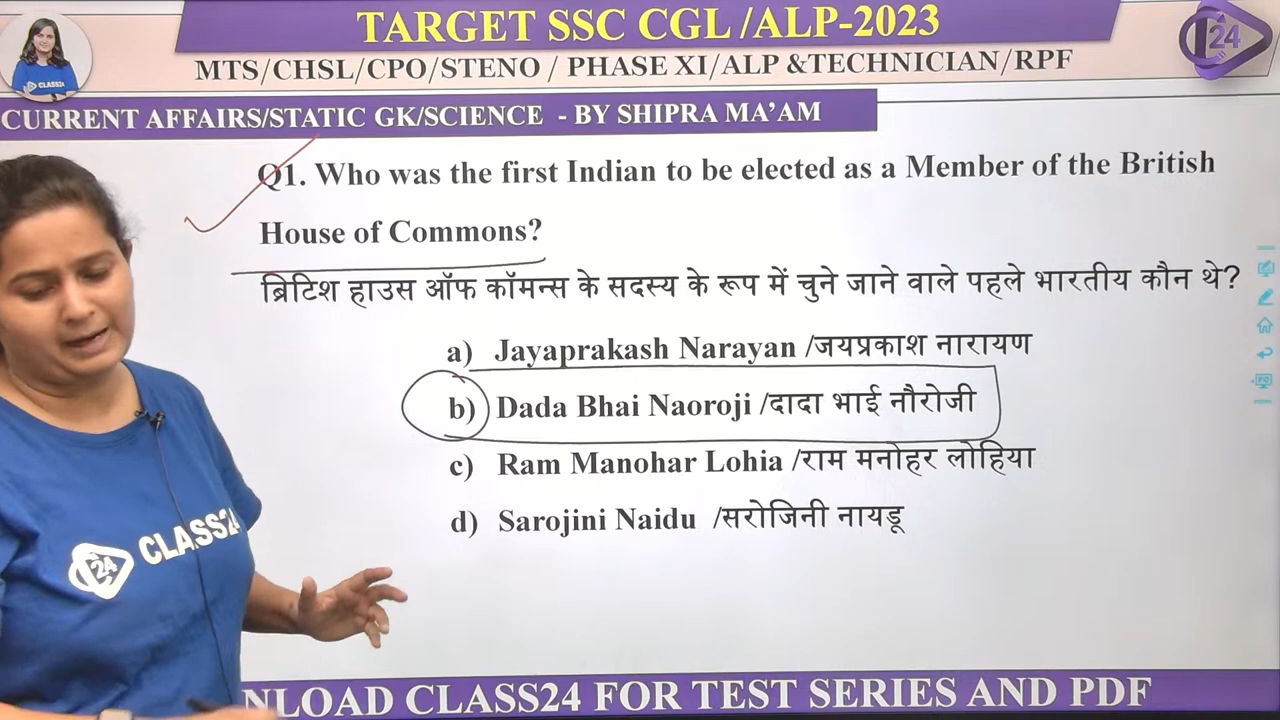 TARGET SSC CGL /ALP-2023
24
MTS/CHSL/CPO/STENO / PHASE XI/ALP &TECHNICIAN/RPF
CLASS24
CURRENT AFFAIRS/STATIC GK/SCIENCE - BY SHIPRA MA'AM
Q1. Who was the first Indian to be elected as a Member of the British
House of Commons?
ब्रिटिश हाउस ऑफ कॉमन्स के सदस्य के रूप में चुने जाने वाले पहले भारतीय कौन थे?
a) Jayaprakash Narayan /जयप्रकाश नारायण
b) Dada Bhai Naoroji /दादा भाई नौरोजी
c) Ram Manohar Lohia /राम मनोहर लोहिया
d) Sarojini Naidu /सरोजिनी नायडू
24 CLASS24
NLOAD CLASS24 FOR TEST SERIES AND PDF